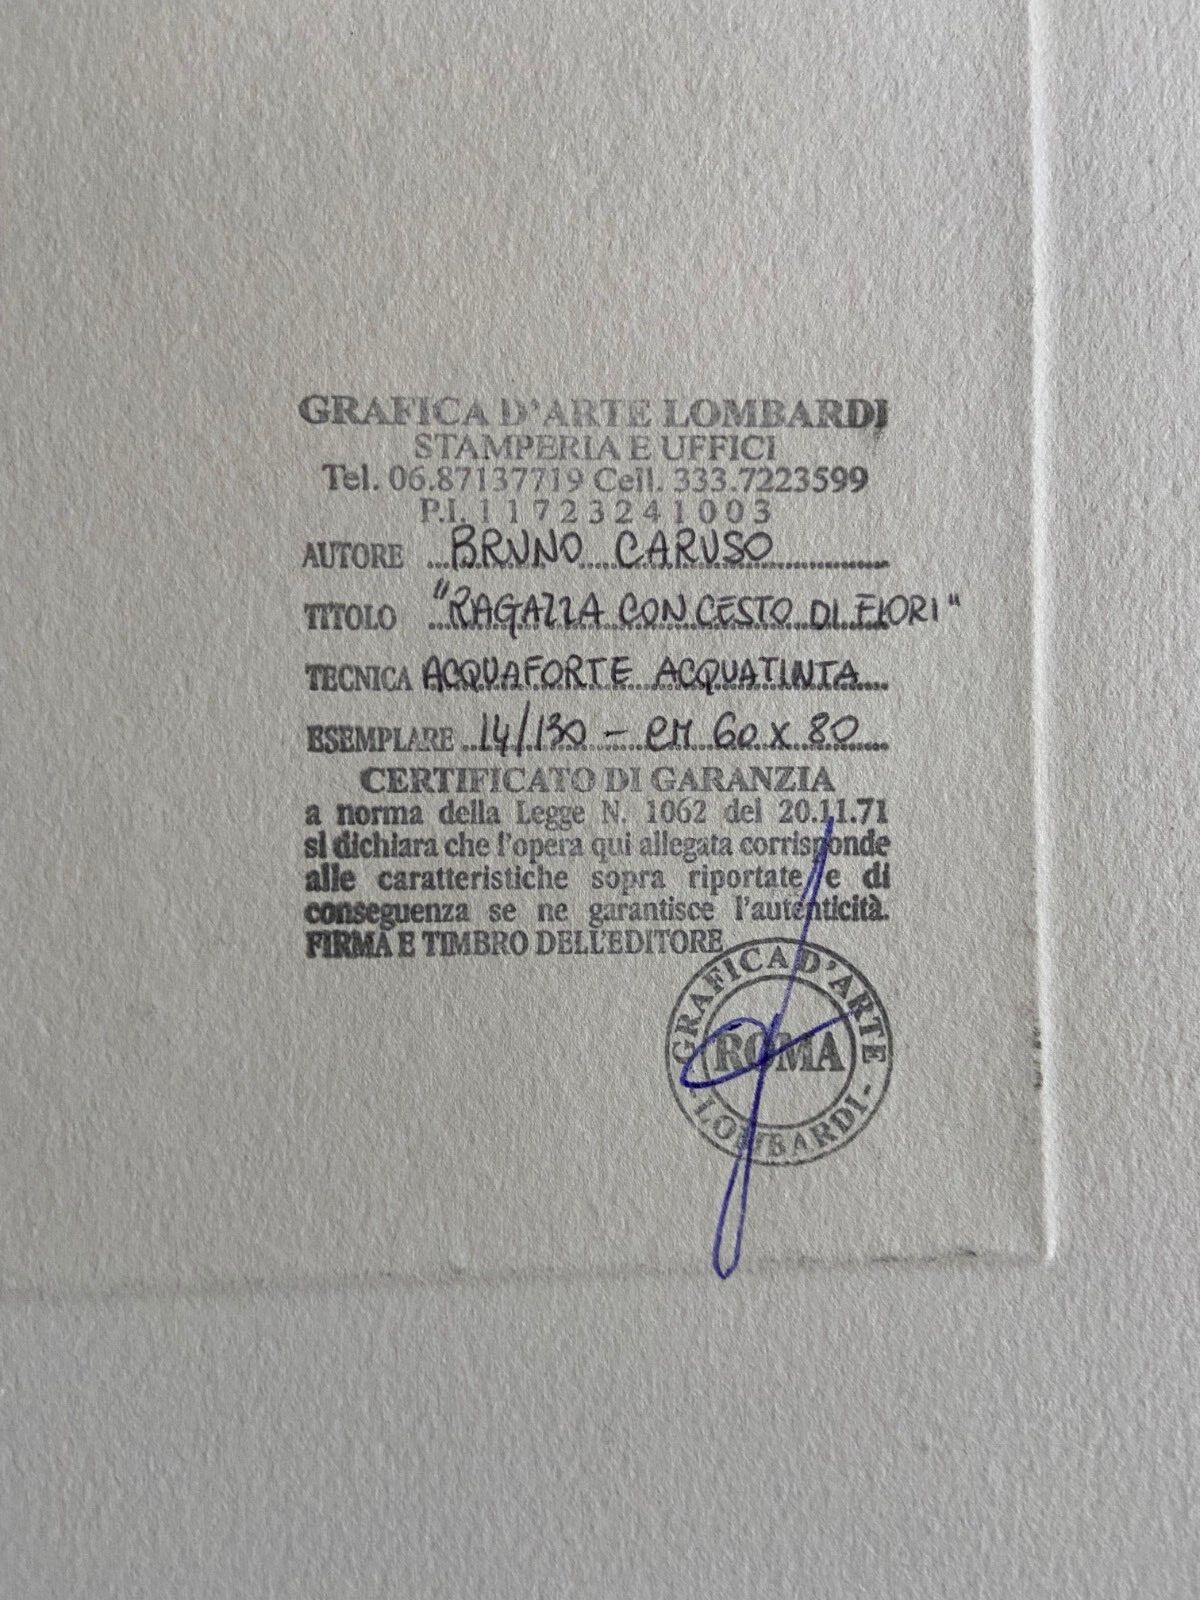 GRAFICA D'ARTE LOMBARDI
STAMPERIA E UFFICI
Tel. 06.87137719 Cell. 333.7223599
P.I. 11723241003
AUTORE BRUNO CARUSO
TITOLO "RAGAZZA CON CESTO DI FIORI"
TECNICA ACQUAFORTE ACQUATINTA
ESEMPLARE 14/130 - CM 60 x 80
CERTIFICATO DI GARANZIA
a norma della Legge N. 1062 del 20.11.71
si dichiara che l'opera qui allegata corrisponde
alle caratteristiche sopra riportate e di
conseguenza se ne garantisce l'autenticità.
FIRMA E TIMBRO DELL'EDITORE
GRAFICA D'ARTE
ROMA
- LOMBARDI -